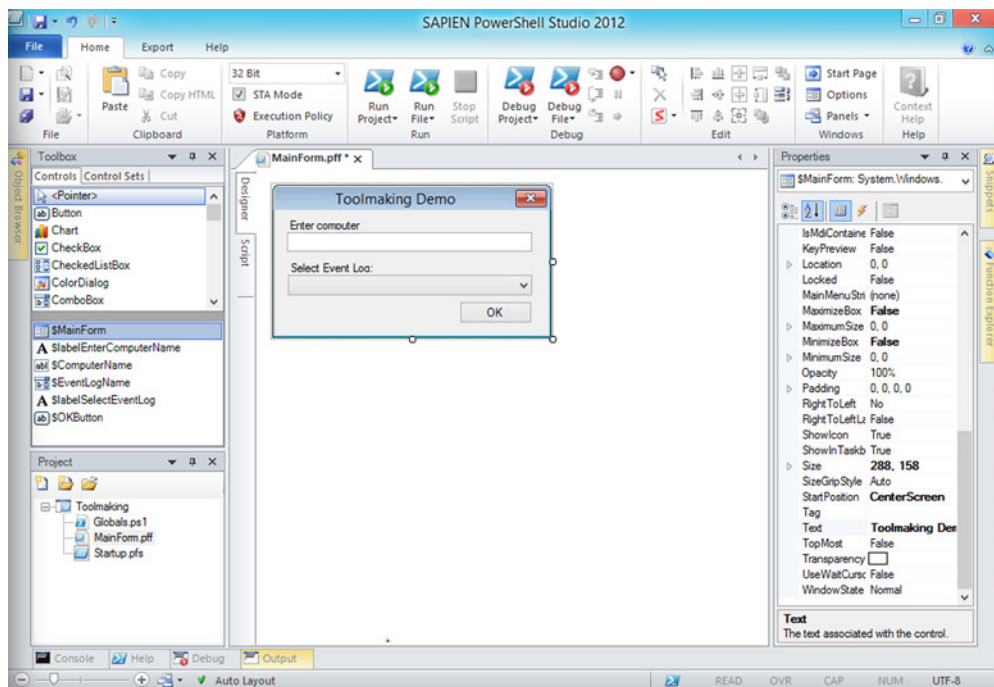 SAPIEN PowerShell Studio 2012
File Home Export Help
Copy
Copy HTML
Cut
Paste
32 Bit
STA Mode
Execution Policy
Run Project
Run File
Stop Script
Debug Project
Debug File
Start Page
Options
Panels
Context Help
File Clipboard Platform Run Debug Edit Windows Help
Object Browser
Toolbox
Controls Control Sets
<Pointer>
Button
Chart
CheckBox
CheckedListBox
ColorDialog
ComboBox
$MainForm
$labelEnterComputerName
$ComputerName
$EventLogName
$labelSelectEventLog
$OKButton
Project
Toolmaking
Globals.ps1
MainForm.pff
Startup.pfs
MainForm.pff *
Designer
Script
Toolmaking Demo
Enter computer
Select Event Log:
OK
Properties
$MainForm: System.Windows.
IsMdiContaine False
KeyPreview False
Location 0, 0
Locked False
MainMenuStri (none)
MaximizeBox False
MaximumSize 0, 0
MinimizeBox False
MinimumSize 0, 0
Opacity 100%
Padding 0, 0, 0, 0
RightToLeft No
RightToLeftLa False
ShowIcon True
ShowInTaskb True
Size 288, 158
SizeGripStyle Auto
StartPosition CenterScreen
Tag
Text Toolmaking Der
TopMost False
Transparency
UseWaitCursc False
WindowState Normal
Text
The text associated with the control.
Snippets
Function Explorer
Console Help Debug Output
Auto Layout
READ OVR CAP NUM UTF-8